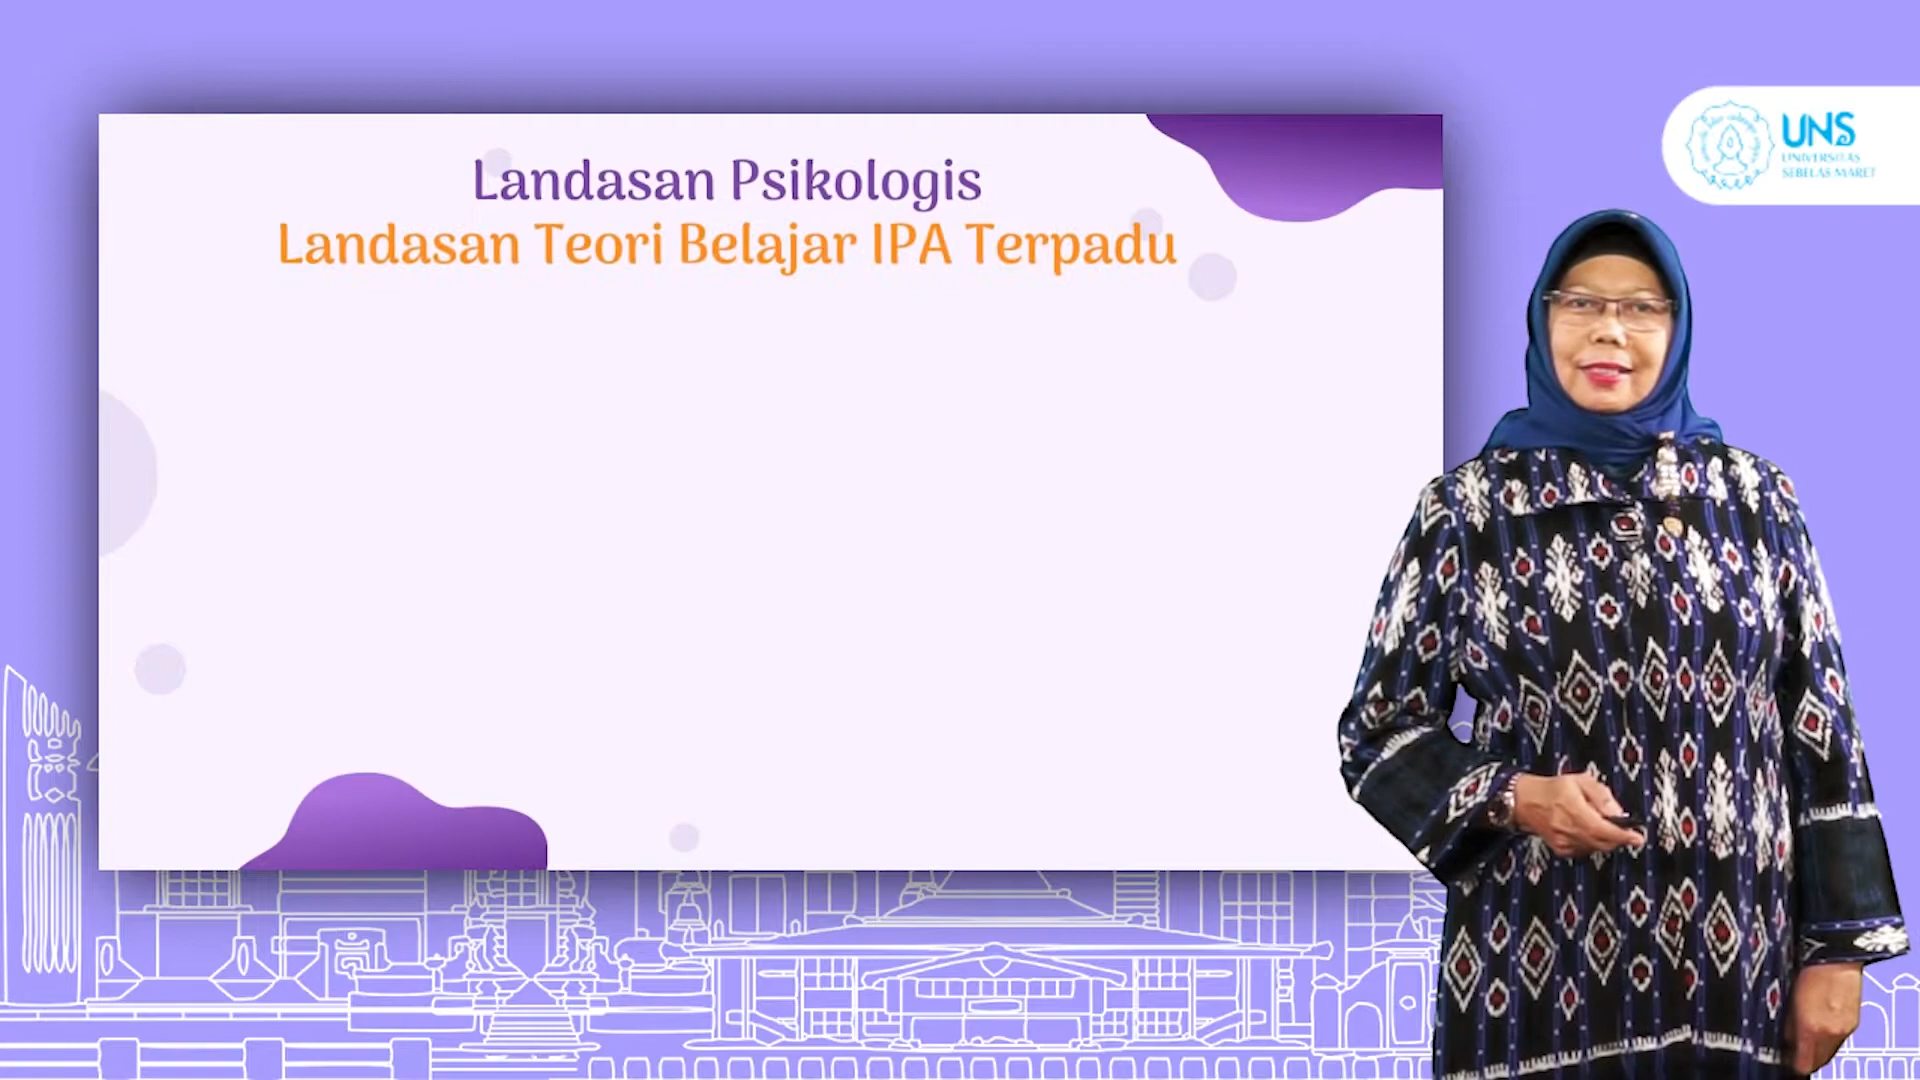 Landasan Psikologis
Landasan Teori Belajar IPA Terpadu
UNS
UNIVERSITAS
SEBELAS MARET